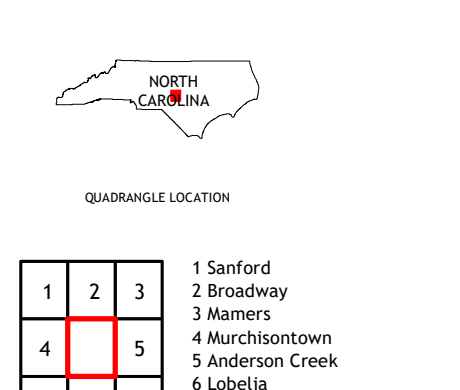 NORTH
CAROLINA
QUADRANGLE LOCATION
1 2 3
4 5
1 Sanford
2 Broadway
3 Mamers
4 Murchisontown
5 Anderson Creek
6 Lobelia